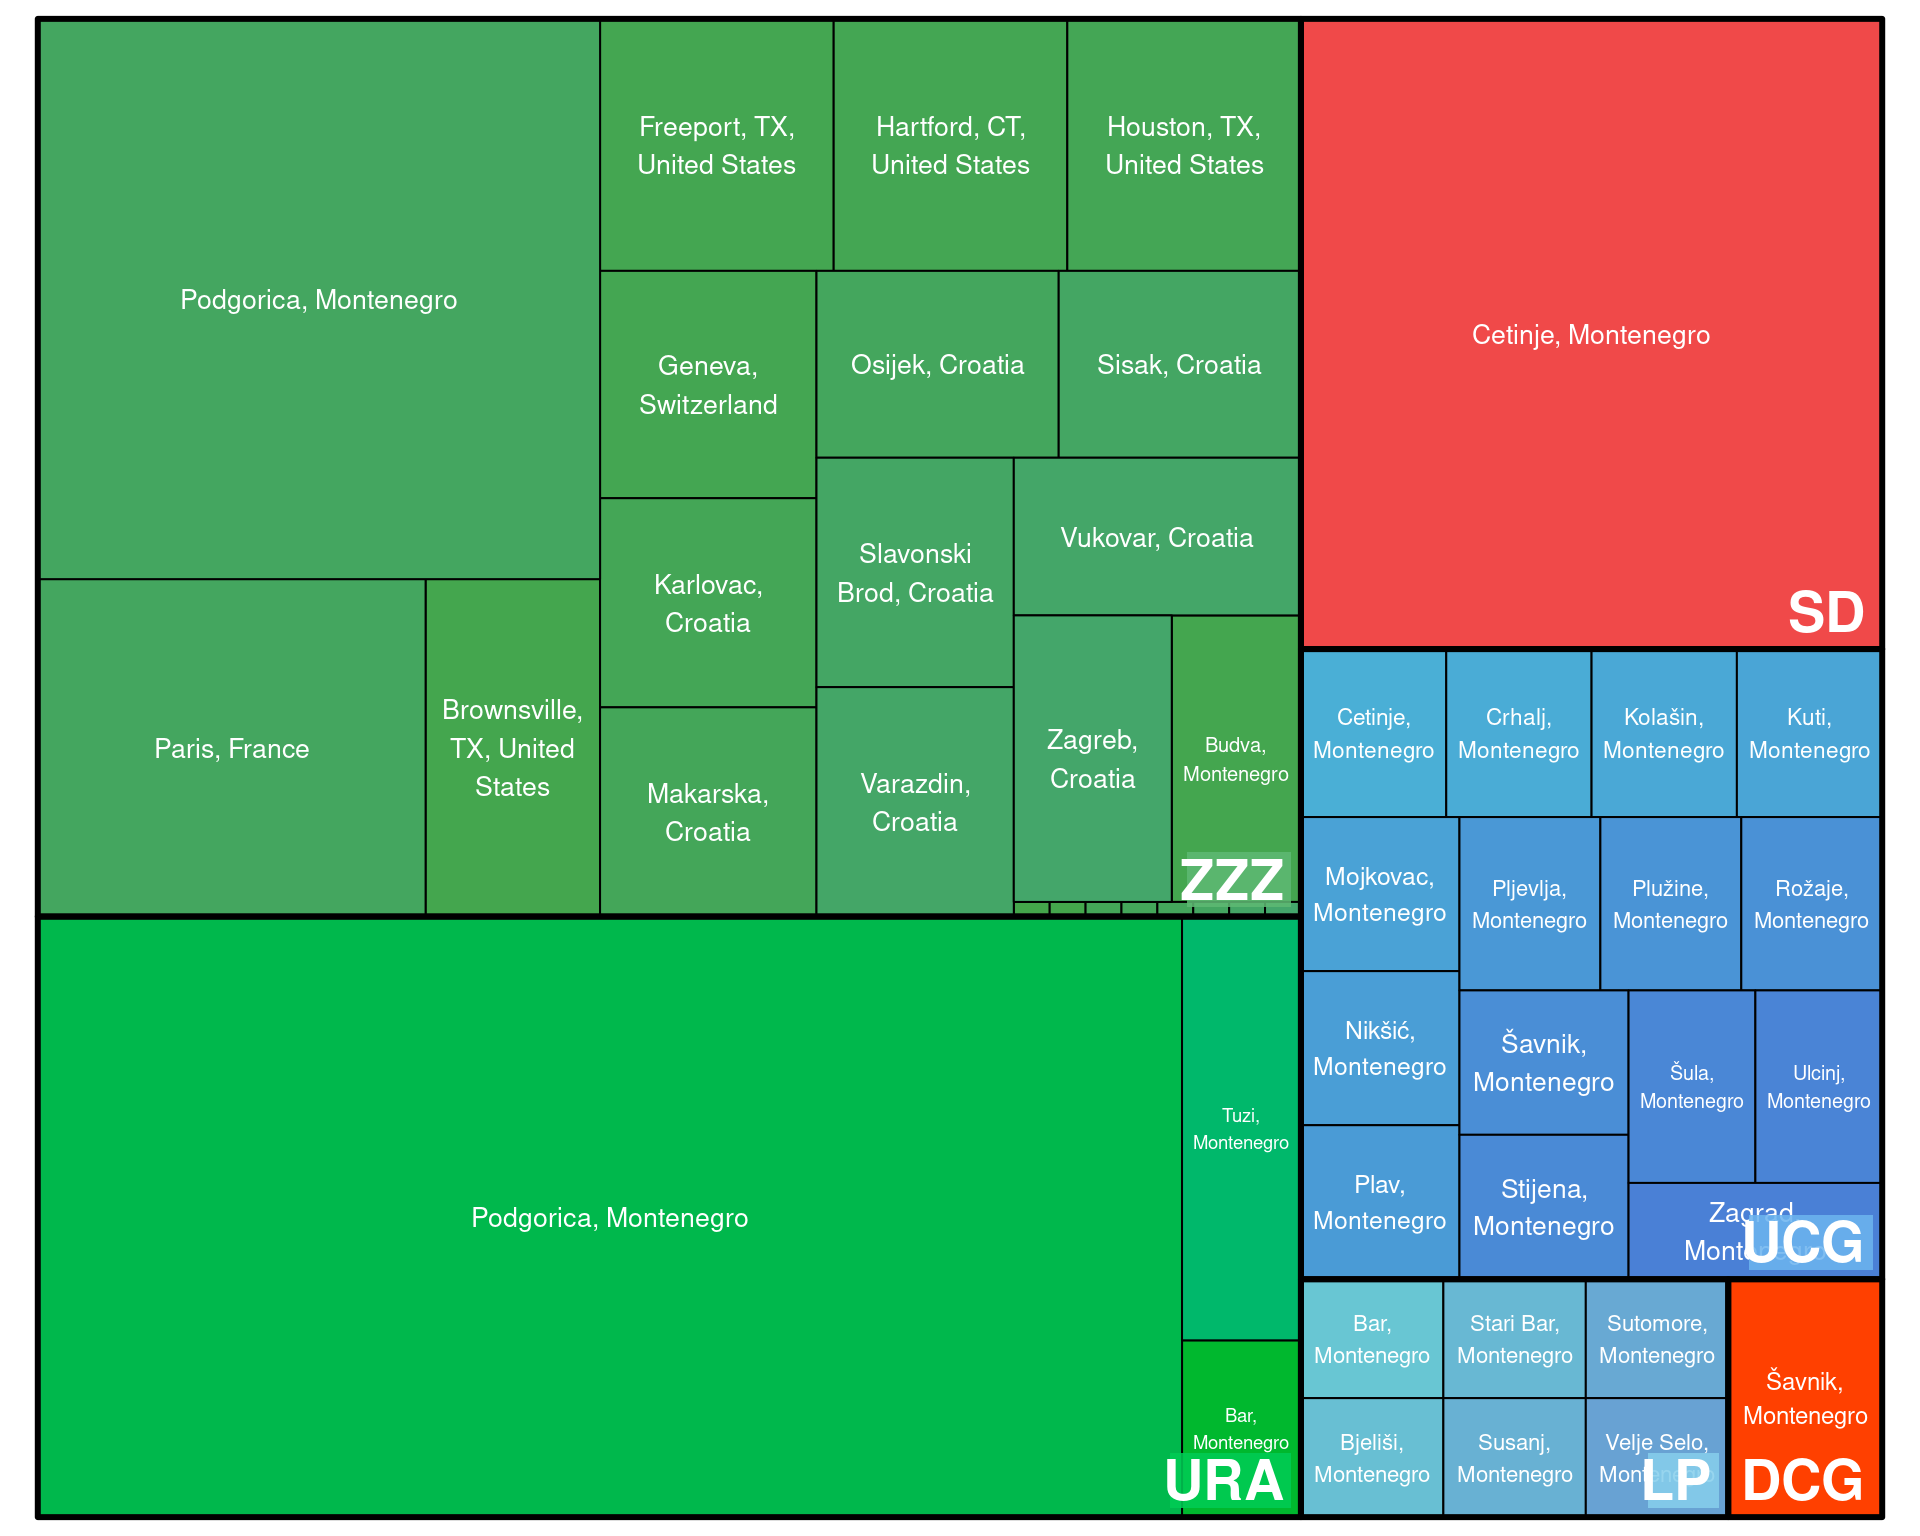 Podgorica, Montenegro
Freeport, TX,
United States
Hartford, CT,
United States
Houston, TX,
United States
Geneva,
Switzerland
Osijek, Croatia
Sisak, Croatia
Karlovac,
Croatia
Slavonski
Brod, Croatia
Vukovar, Croatia
Paris, France
Brownsville,
TX, United
States
Makarska,
Croatia
Varazdin,
Croatia
Zagreb,
Croatia
Budva,
Montenegro
ZZZ
Cetinje, Montenegro
SD
Cetinje,
Montenegro
Crhalj,
Montenegro
Kolašin,
Montenegro
Kuti,
Montenegro
Mojkovac,
Montenegro
Pljevlja,
Montenegro
Plužine,
Montenegro
Rožaje,
Montenegro
Nikšić,
Montenegro
Šavnik,
Montenegro
Šula,
Montenegro
Ulcinj,
Montenegro
Plav,
Montenegro
Stijena,
Montenegro
Zagrad,
Montenegro
UCG
Podgorica, Montenegro
Tuzi,
Montenegro
Bar,
Montenegro
URA
Bar,
Montenegro
Stari Bar,
Montenegro
Sutomore,
Montenegro
Bjeliši,
Montenegro
Susanj,
Montenegro
Velje Selo,
Montenegro
LP
Šavnik,
Montenegro
DCG